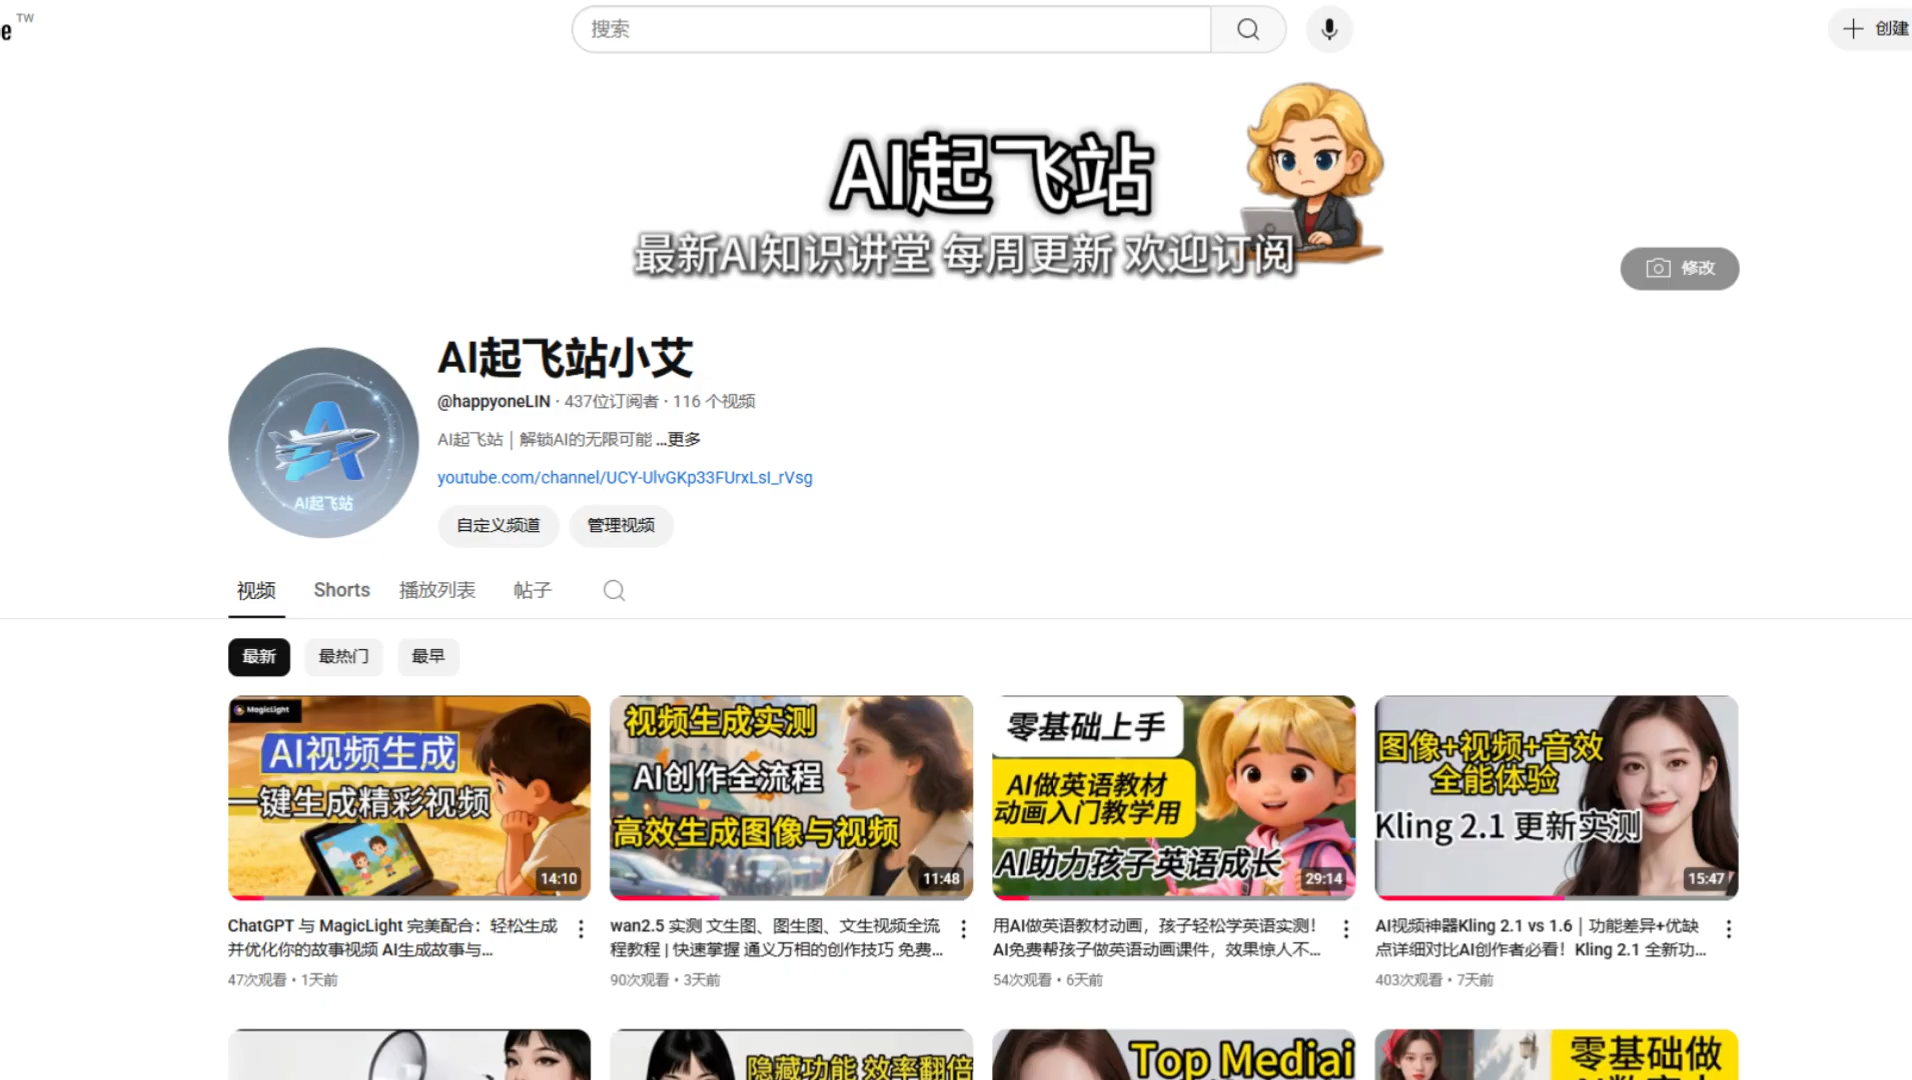 TW
搜索
创建
AI起飞站
最新AI知识讲堂 每周更新 欢迎订阅
修改
AI起飞站
AI起飞站小艾
@happyoneLIN · 437位订阅者 · 116 个视频
AI起飞站 | 解锁AI的无限可能 ...更多
youtube.com/channel/UCY-UlvGKp33FUrxLsI_rVsg
自定义频道
管理视频
视频
Shorts
播放列表
帖子
最新
最热门
最早
MagicLight
AI视频生成
一键生成精彩视频
14:10
视频生成实测
AI创作全流程
高效生成图像与视频
11:48
零基础上手
AI做英语教材
动画入门教学用
AI助力孩子英语成长
29:14
图像+视频+音效
全能体验
Kling 2.1 更新实测
15:47
ChatGPT 与 MagicLight 完美配合：轻松生成
并优化你的故事视频 AI生成故事与...
47次观看 • 1天前
wan2.5 实测 文生图、图生图、文生视频全流
程教程 | 快速掌握 通义万相的创作技巧 免费...
90次观看 • 3天前
用AI做英语教材动画，孩子轻松学英语实测！
AI免费帮孩子做英语动画课件，效果惊人不...
54次观看 • 6天前
AI视频神器Kling 2.1 vs 1.6 | 功能差异+优缺
点详细对比AI创作者必看！Kling 2.1 全新功...
403次观看 • 7天前
隐藏功能 效率翻倍
Top Mediai
零基础做